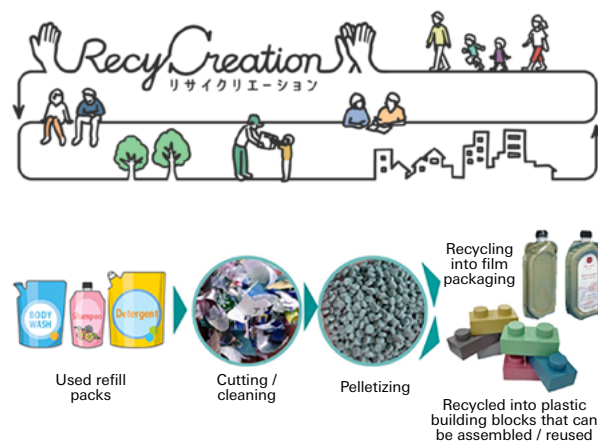 RecyCreation
リサイクリエーション
Recycling
into film
packaging
BODY
WASH
Shampoo
Detergent
Used refill
packs
Cutting /
cleaning
Pelletizing
Recycled into plastic
building blocks that can
be assembled / reused